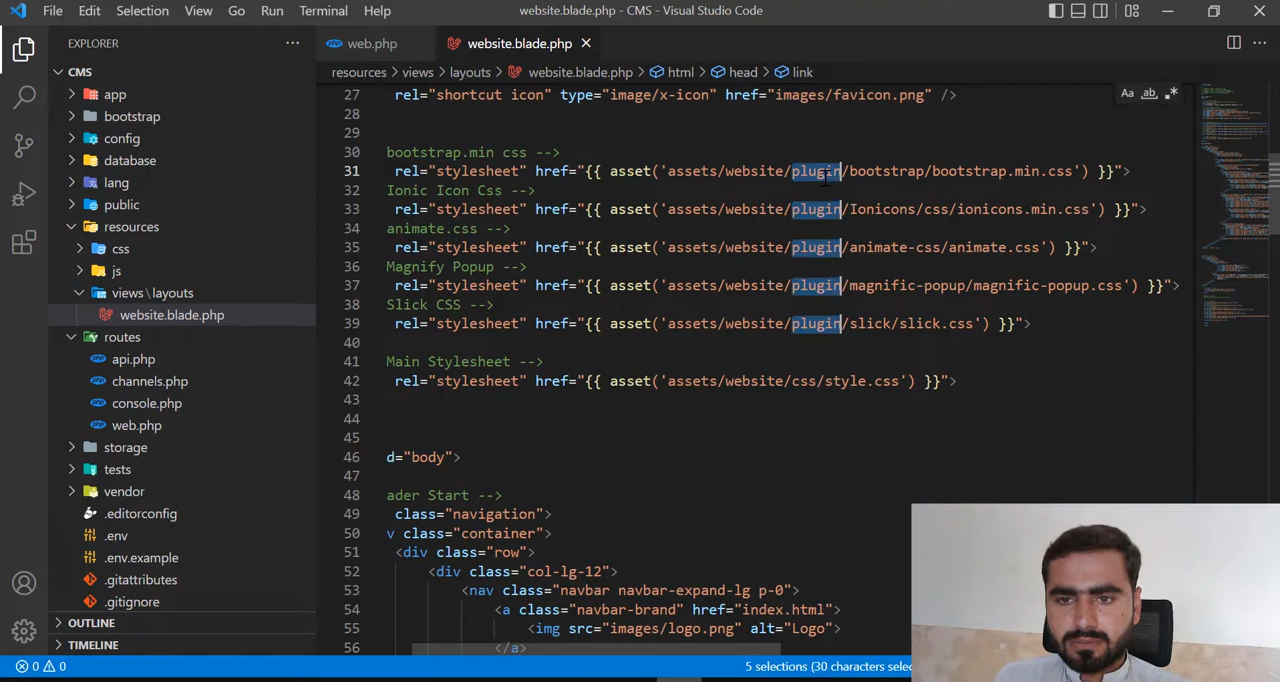 File Edit Selection View Go Run Terminal Help
website.blade.php - CMS - Visual Studio Code
EXPLORER
CMS
app
bootstrap
config
database
lang
public
resources
css
js
views\layouts
website.blade.php
routes
api.php
channels.php
console.php
web.php
storage
tests
vendor
.editorconfig
.env
.env.example
.gitattributes
.gitignore
OUTLINE
TIMELINE
web.php website.blade.php
resources > views > layouts > website.blade.php > html > head > link
Aa ab
27 rel="shortcut icon" type="image/x-icon" href="images/favicon.png" />
28
29
30 bootstrap.min css -->
31 rel="stylesheet" href="{{ asset('assets/website/plugin/bootstrap/bootstrap.min.css') }}">
32 Ionic Icon Css -->
33 rel="stylesheet" href="{{ asset('assets/website/plugin/Ionicons/css/ionicons.min.css') }}">
34 animate.css -->
35 rel="stylesheet" href="{{ asset('assets/website/plugin/animate-css/animate.css') }}">
36 Magnify Popup -->
37 rel="stylesheet" href="{{ asset('assets/website/plugin/magnific-popup/magnific-popup.css') }}">
38 Slick CSS -->
39 rel="stylesheet" href="{{ asset('assets/website/plugin/slick/slick.css') }}">
40
41 Main Stylesheet -->
42 rel="stylesheet" href="{{ asset('assets/website/css/style.css') }}">
43
44
45
46 d="body">
47
48 ader Start -->
49 class="navigation">
50 v class="container">
51 <div class="row">
52 <div class="col-lg-12">
53 <nav class="navbar navbar-expand-lg p-0">
54 <a class="navbar-brand" href="index.html">
55 <img src="images/logo.png" alt="Logo">
56 </a>
0 0
5 selections (30 characters selec